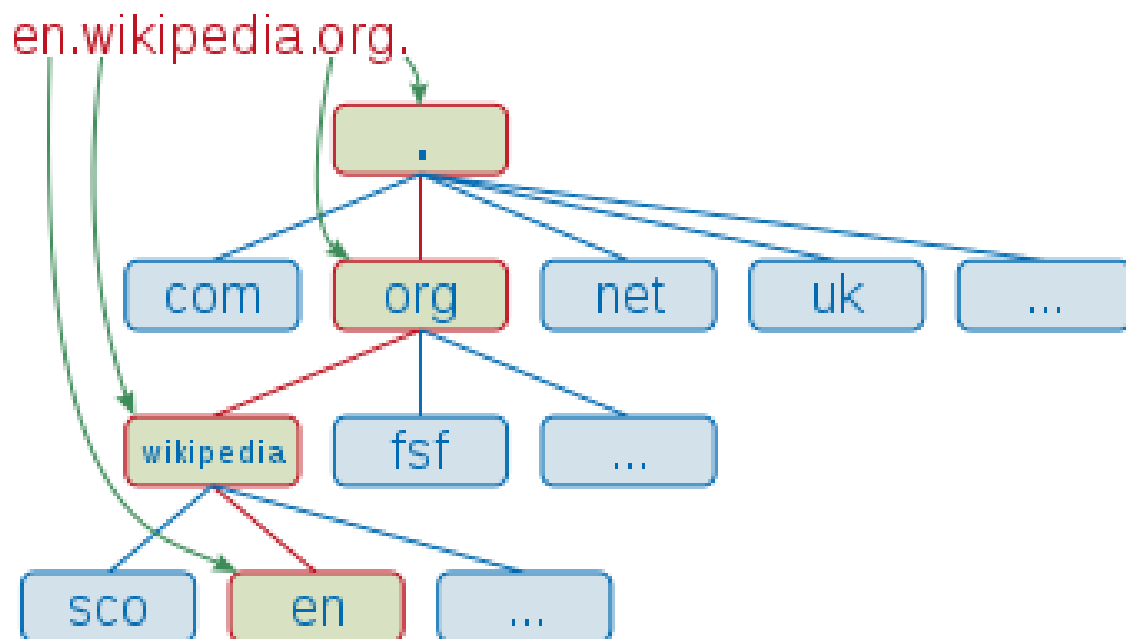 en.wikipedia.org.
.
com org net uk ...
wikipedia fsf ...
sco en ...